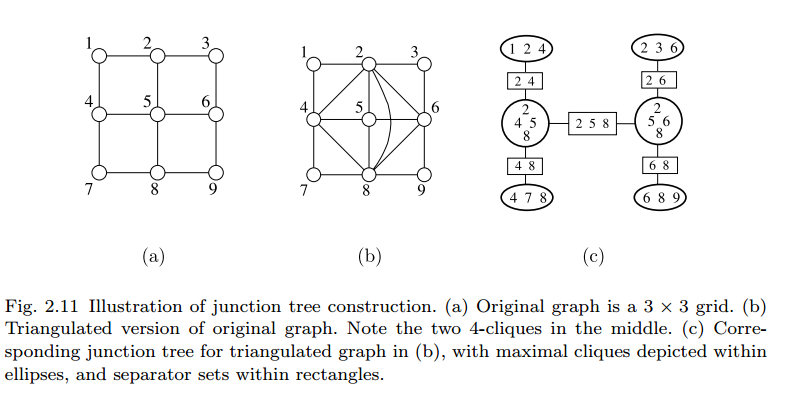 1 2 3
4 5 6
7 8 9
(a)
1 2 3
4 5 6
7 8 9
(b)
1 2 4
2 3 6
2 4
2 6
2
4 5
8
2 5 8
2
5 6
8
4 8
6 8
4 7 8
6 8 9
(c)
Fig. 2.11 Illustration of junction tree construction. (a) Original graph is a 3 × 3 grid. (b)
Triangulated version of original graph. Note the two 4-cliques in the middle. (c) Corre-
sponding junction tree for triangulated graph in (b), with maximal cliques depicted within
ellipses, and separator sets within rectangles.